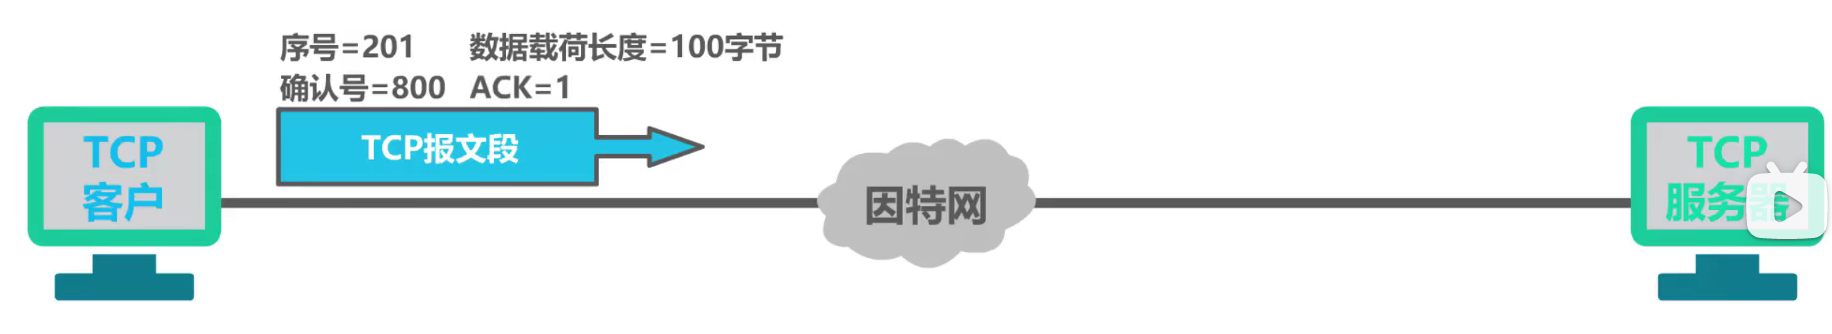 序号=201 数据载荷长度=100字节
确认号=800 ACK=1
TCP
客户
TCP报文段
因特网
TCP
服务器